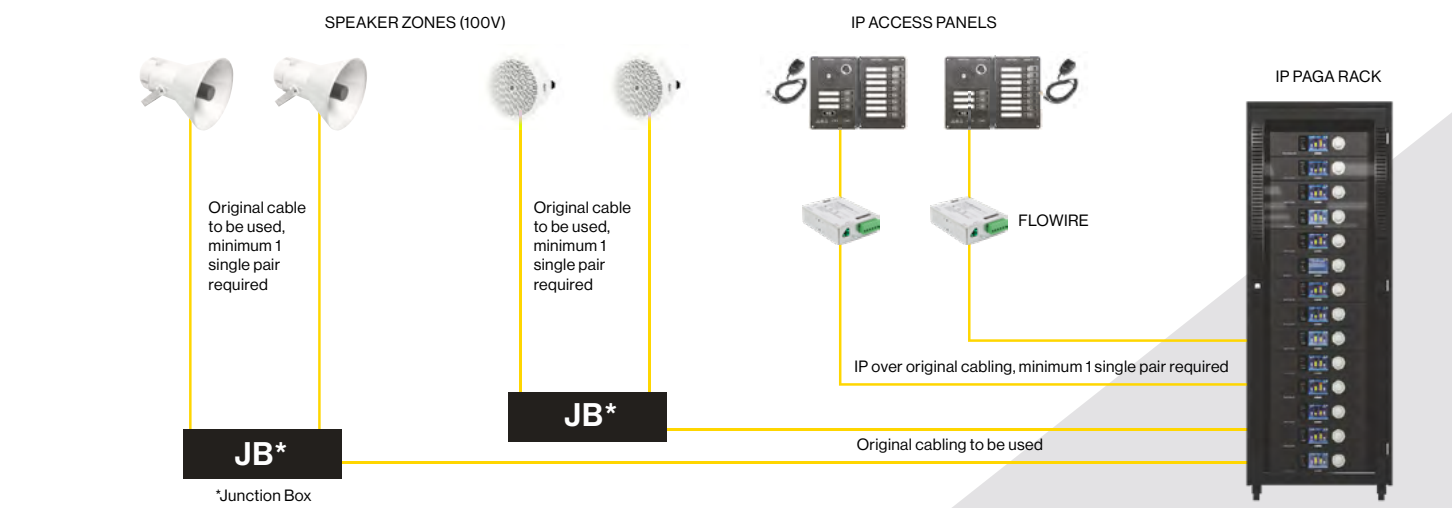 SPEAKER ZONES (100V)
IP ACCESS PANELS
IP PAGA RACK
Original cable
to be used,
minimum 1
single pair
required
Original cable
to be used,
minimum 1
single pair
required
FLOWIRE
IP over original cabling, minimum 1 single pair required
JB*
Original cabling to be used
JB*
*Junction Box